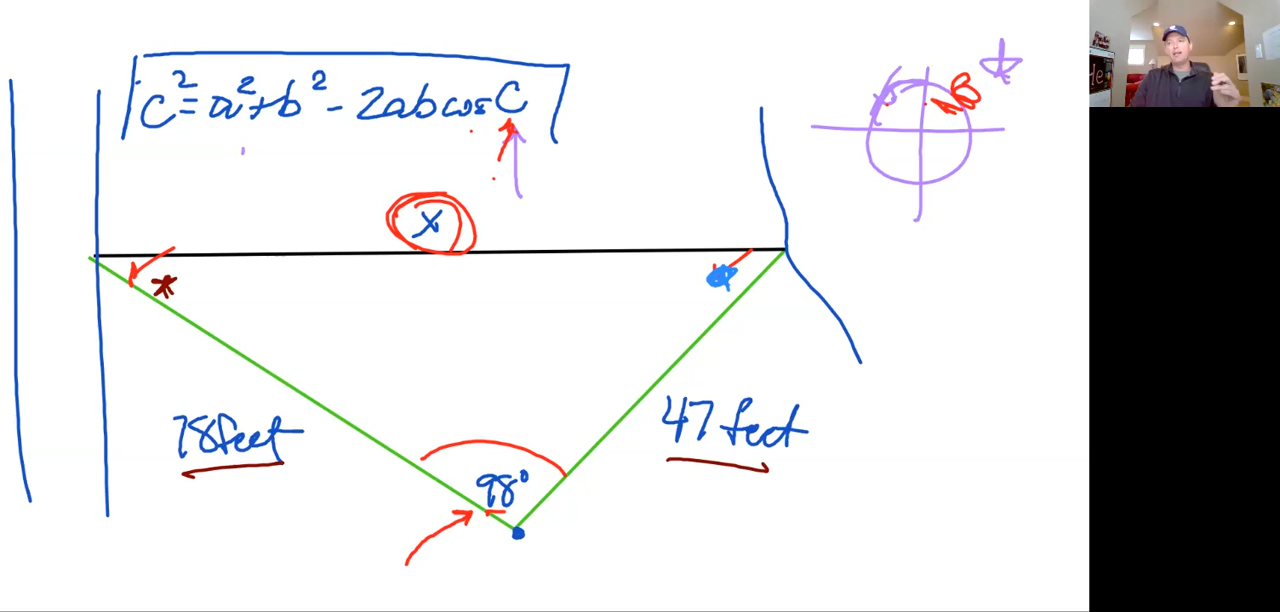 c² = a² + b² - 2ab cos C
x
78 feet
47 feet
98°